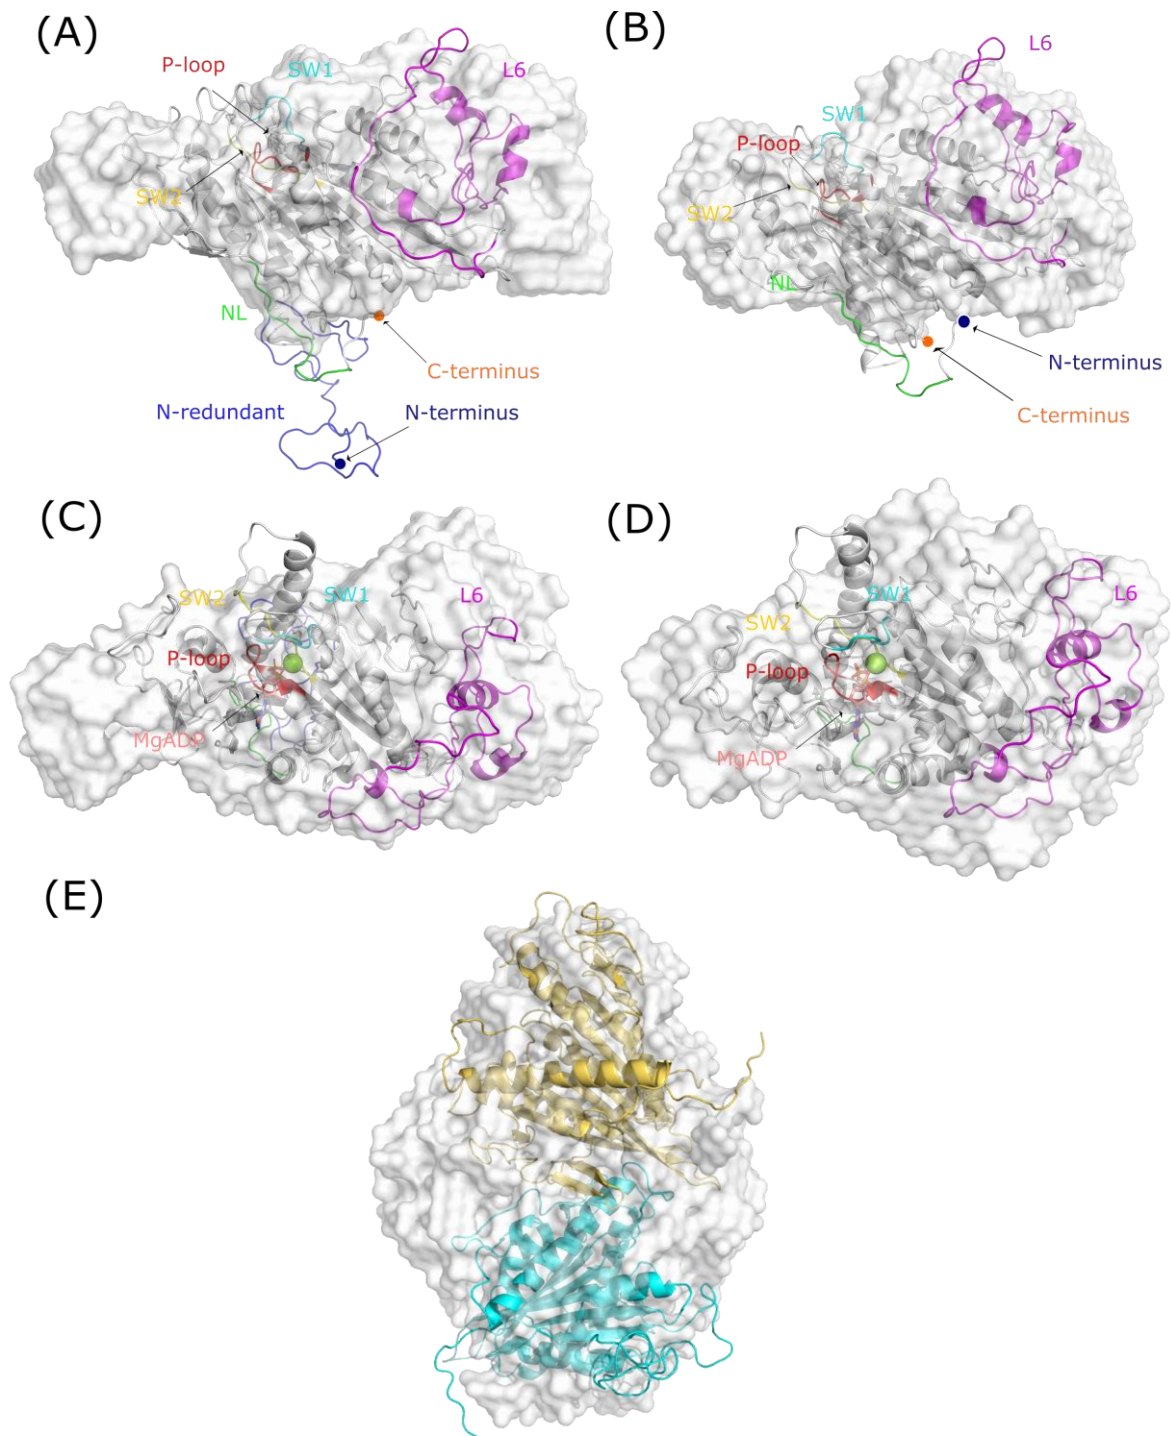 (A)
P-loop
SW1
L6
SW2
NL
C-terminus
N-redundant
N-terminus
(B)
L6
SW1
P-loop
SW2
NL
N-terminus
C-terminus
(C)
SW2
SW1
L6
P-loop
MgADP
(D)
SW2
SW1
L6
P-loop
MgADP
(E)